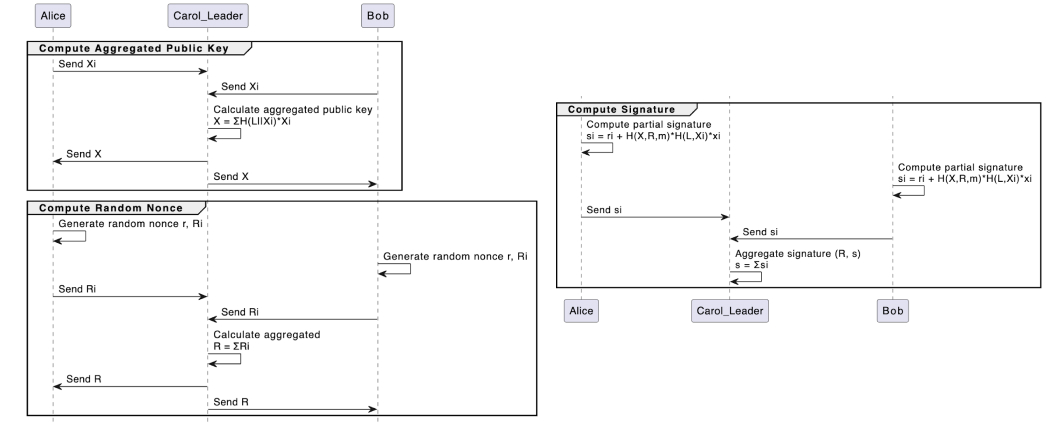 Alice
Carol_Leader
Bob
Compute Aggregated Public Key
Send Xi
Send Xi
Calculate aggregated public key
X = ΣH(L||Xi)*Xi
Send X
Send X
Compute Random Nonce
Generate random nonce r, Ri
Generate random nonce r, Ri
Send Ri
Send Ri
Calculate aggregated
R = ΣRi
Send R
Send R
Compute Signature
Compute partial signature
si = ri + H(X,R,m)*H(L,Xi)*xi
Compute partial signature
si = ri + H(X,R,m)*H(L,Xi)*xi
Send si
Send si
Aggregate signature (R, s)
s = Σsi
Alice
Carol_Leader
Bob